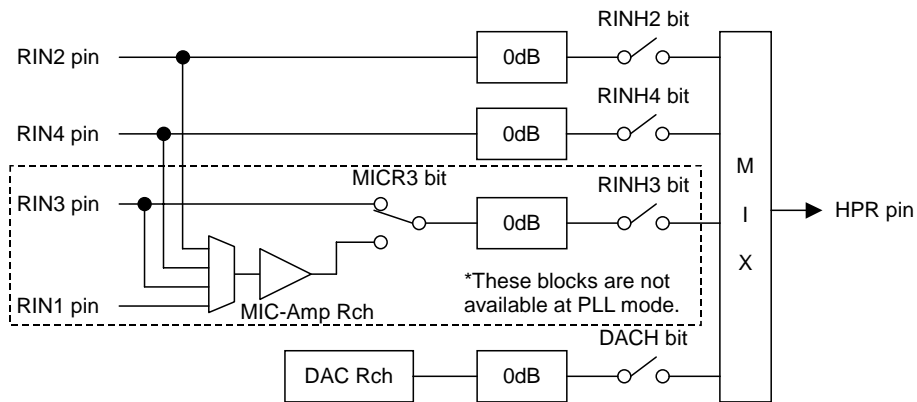 RINH2 bit
RIN2 pin
0dB
RINH4 bit
RIN4 pin
0dB
M
I
X
MICR3 bit
RINH3 bit
RIN3 pin
0dB
HPR pin
*These blocks are not
available at PLL mode.
RIN1 pin
MIC-Amp Rch
DACH bit
DAC Rch
0dB